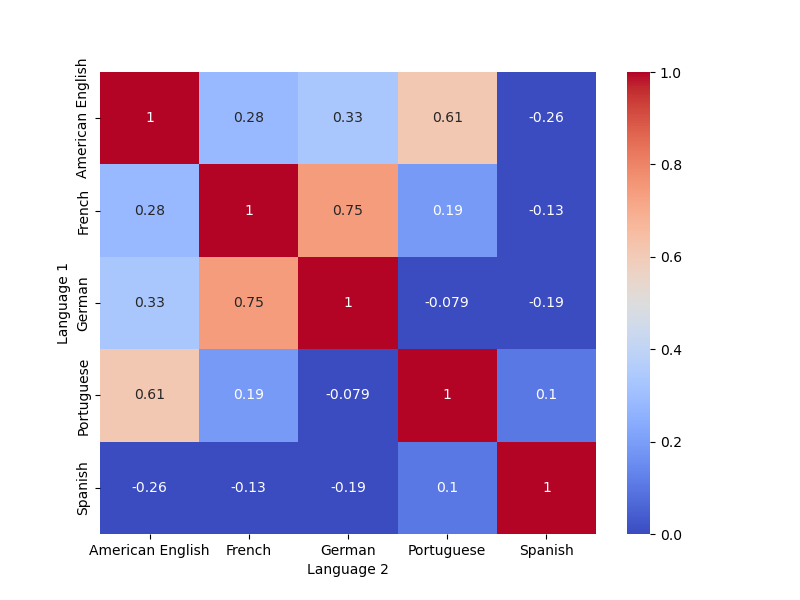 American English 1 0.28 0.33 0.61 -0.26
French 0.28 1 0.75 0.19 -0.13
German 0.33 0.75 1 -0.079 -0.19
Portuguese 0.61 0.19 -0.079 1 0.1
Spanish -0.26 -0.13 -0.19 0.1 1
Language 1
American English French German Portuguese Spanish
Language 2
1.0
0.8
0.6
0.4
0.2
0.0